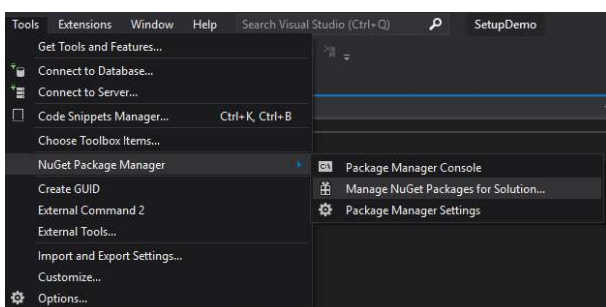 Tools Extensions Window Help Search Visual Studio (Ctrl+Q) SetupDemo
Get Tools and Features...
Connect to Database...
Connect to Server...
Code Snippets Manager... Ctrl+K, Ctrl+B
Choose Toolbox Items...
NuGet Package Manager
Package Manager Console
Manage NuGet Packages for Solution...
Package Manager Settings
Create GUID
External Command 2
External Tools...
Import and Export Settings...
Customize...
Options...